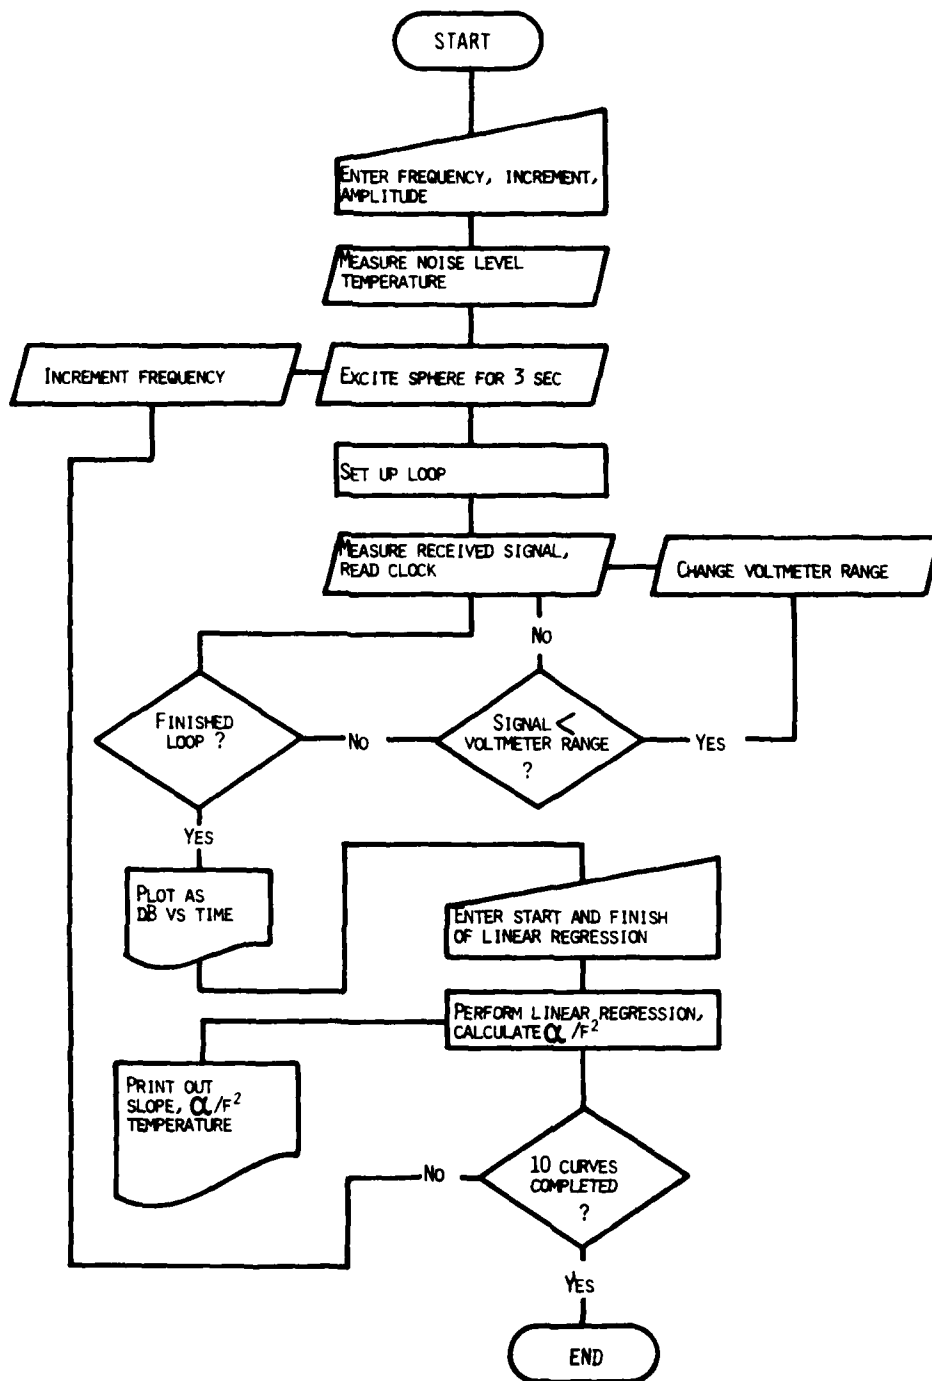 START
ENTER FREQUENCY, INCREMENT,
AMPLITUDE
MEASURE NOISE LEVEL
TEMPERATURE
INCREMENT FREQUENCY
EXCITE SPHERE FOR 3 SEC
SET UP LOOP
MEASURE RECEIVED SIGNAL,
READ CLOCK
CHANGE VOLTMETER RANGE
NO
FINISHED
LOOP ?
NO
SIGNAL <
VOLTMETER RANGE
?
YES
YES
PLOT AS
DB VS TIME
ENTER START AND FINISH
OF LINEAR REGRESSION
PERFORM LINEAR REGRESSION,
CALCULATE α/F²
PRINT OUT
SLOPE, α/F²
TEMPERATURE
NO
10 CURVES
COMPLETED
?
YES
END